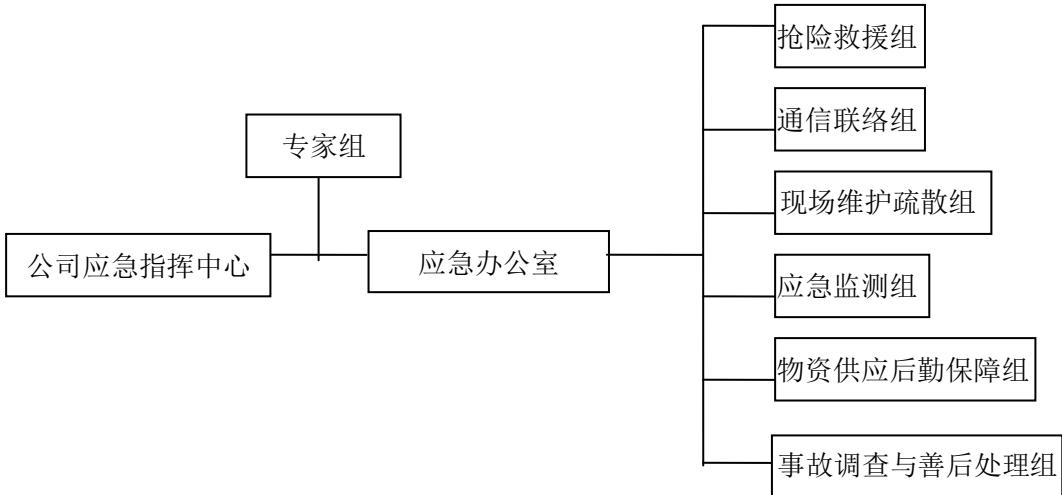 抢险救援组
通信联络组
专家组
现场维护疏散组
公司应急指挥中心
应急办公室
应急监测组
物资供应后勤保障组
事故调查与善后处理组